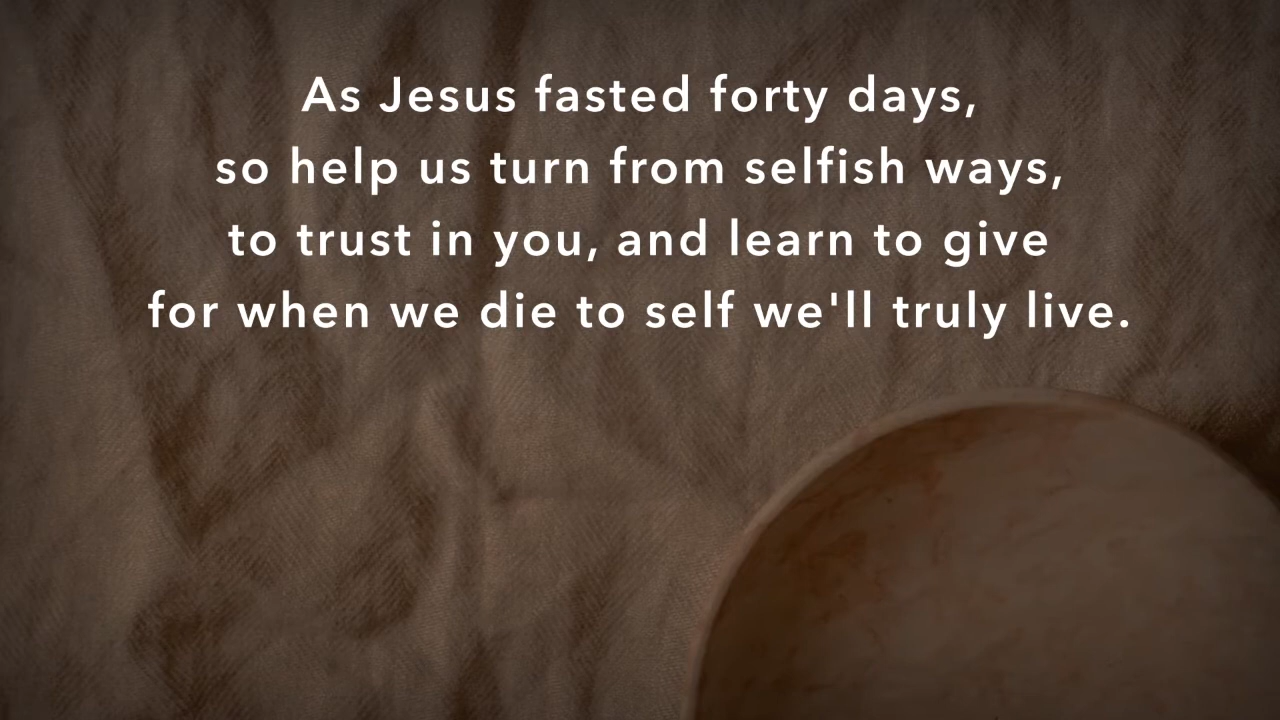 As Jesus fasted forty days,
so help us turn from selfish ways,
to trust in you, and learn to give
for when we die to self we'll truly live.